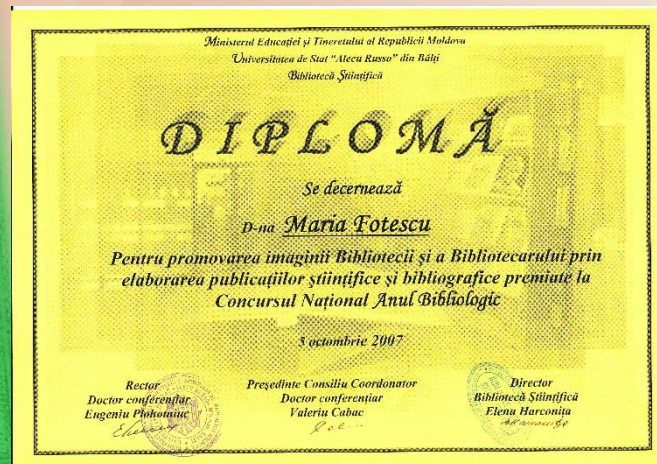 Ministerul Educației și Tineretului al Republicii Moldova
Universitatea de Stat "Alecu Russo" din Bălți
Bibliotecă Științifică
DIPLOMĂ
Se decernează
D-na Maria Fotescu
Pentru promovarea imaginii Bibliotecii și a Bibliotecarului prin
elaborarea publicațiilor științifice și bibliografice premiate la
Concursul Național Anul Bibliologic
5 octombrie 2007
Rector
Doctor conferențiar
Eugeniu Plohotniuc
Președinte Consiliu Coordonator
Doctor conferențiar
Valeriu Cabac
Director
Bibliotecă Științifică
Elena Harconița